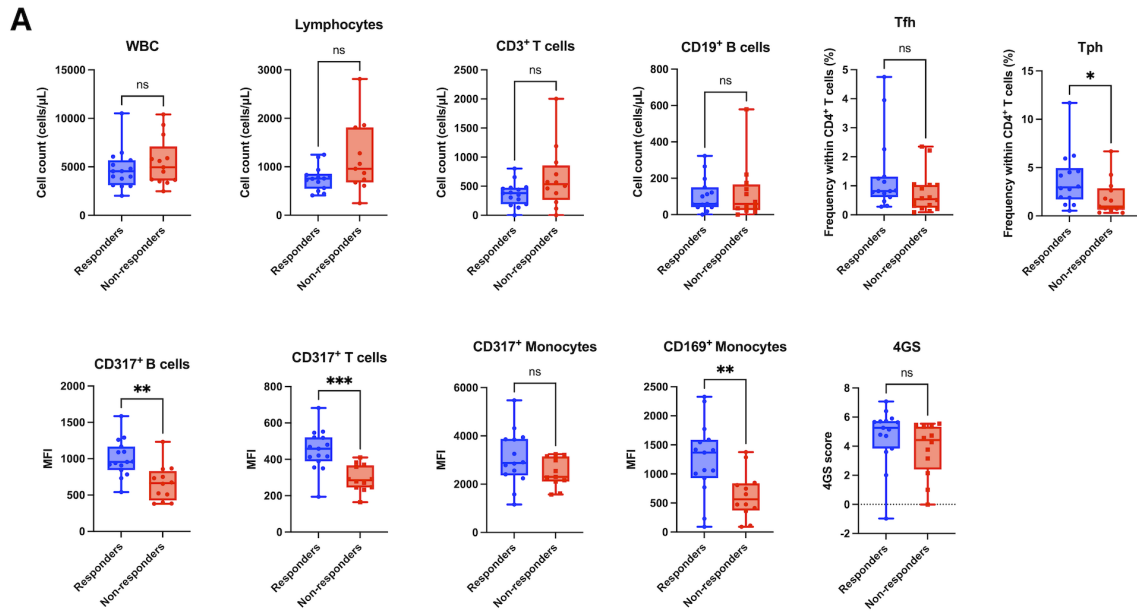 A
WBC
Cell count (cells/µL)
15000
10000
5000
0
ns
Responders
Non-responders
Lymphocytes
Cell count (cells/µL)
3000
2000
1000
0
ns
Responders
Non-responders
CD3⁺ T cells
Cell count (cells/µL)
2500
2000
1500
1000
500
0
ns
Responders
Non-responders
CD19⁺ B cells
Cell count (cells/µL)
800
600
400
200
0
ns
Responders
Non-responders
Tfh
Frequency within CD4⁺ T cells (%)
5
4
3
2
1
0
ns
Responders
Non-responders
Tph
Frequency within CD4⁺ T cells (%)
15
10
5
0
*
Responders
Non-responders
CD317⁺ B cells
MFI
2000
1500
1000
500
0
**
Responders
Non-responders
CD317⁺ T cells
MFI
800
600
400
200
0
***
Responders
Non-responders
CD317⁺ Monocytes
MFI
6000
4000
2000
0
ns
Responders
Non-responders
CD169⁺ Monocytes
MFI
2500
2000
1500
1000
500
0
**
Responders
Non-responders
4GS
4GS score
8
6
4
2
0
-2
ns
Responders
Non-responders